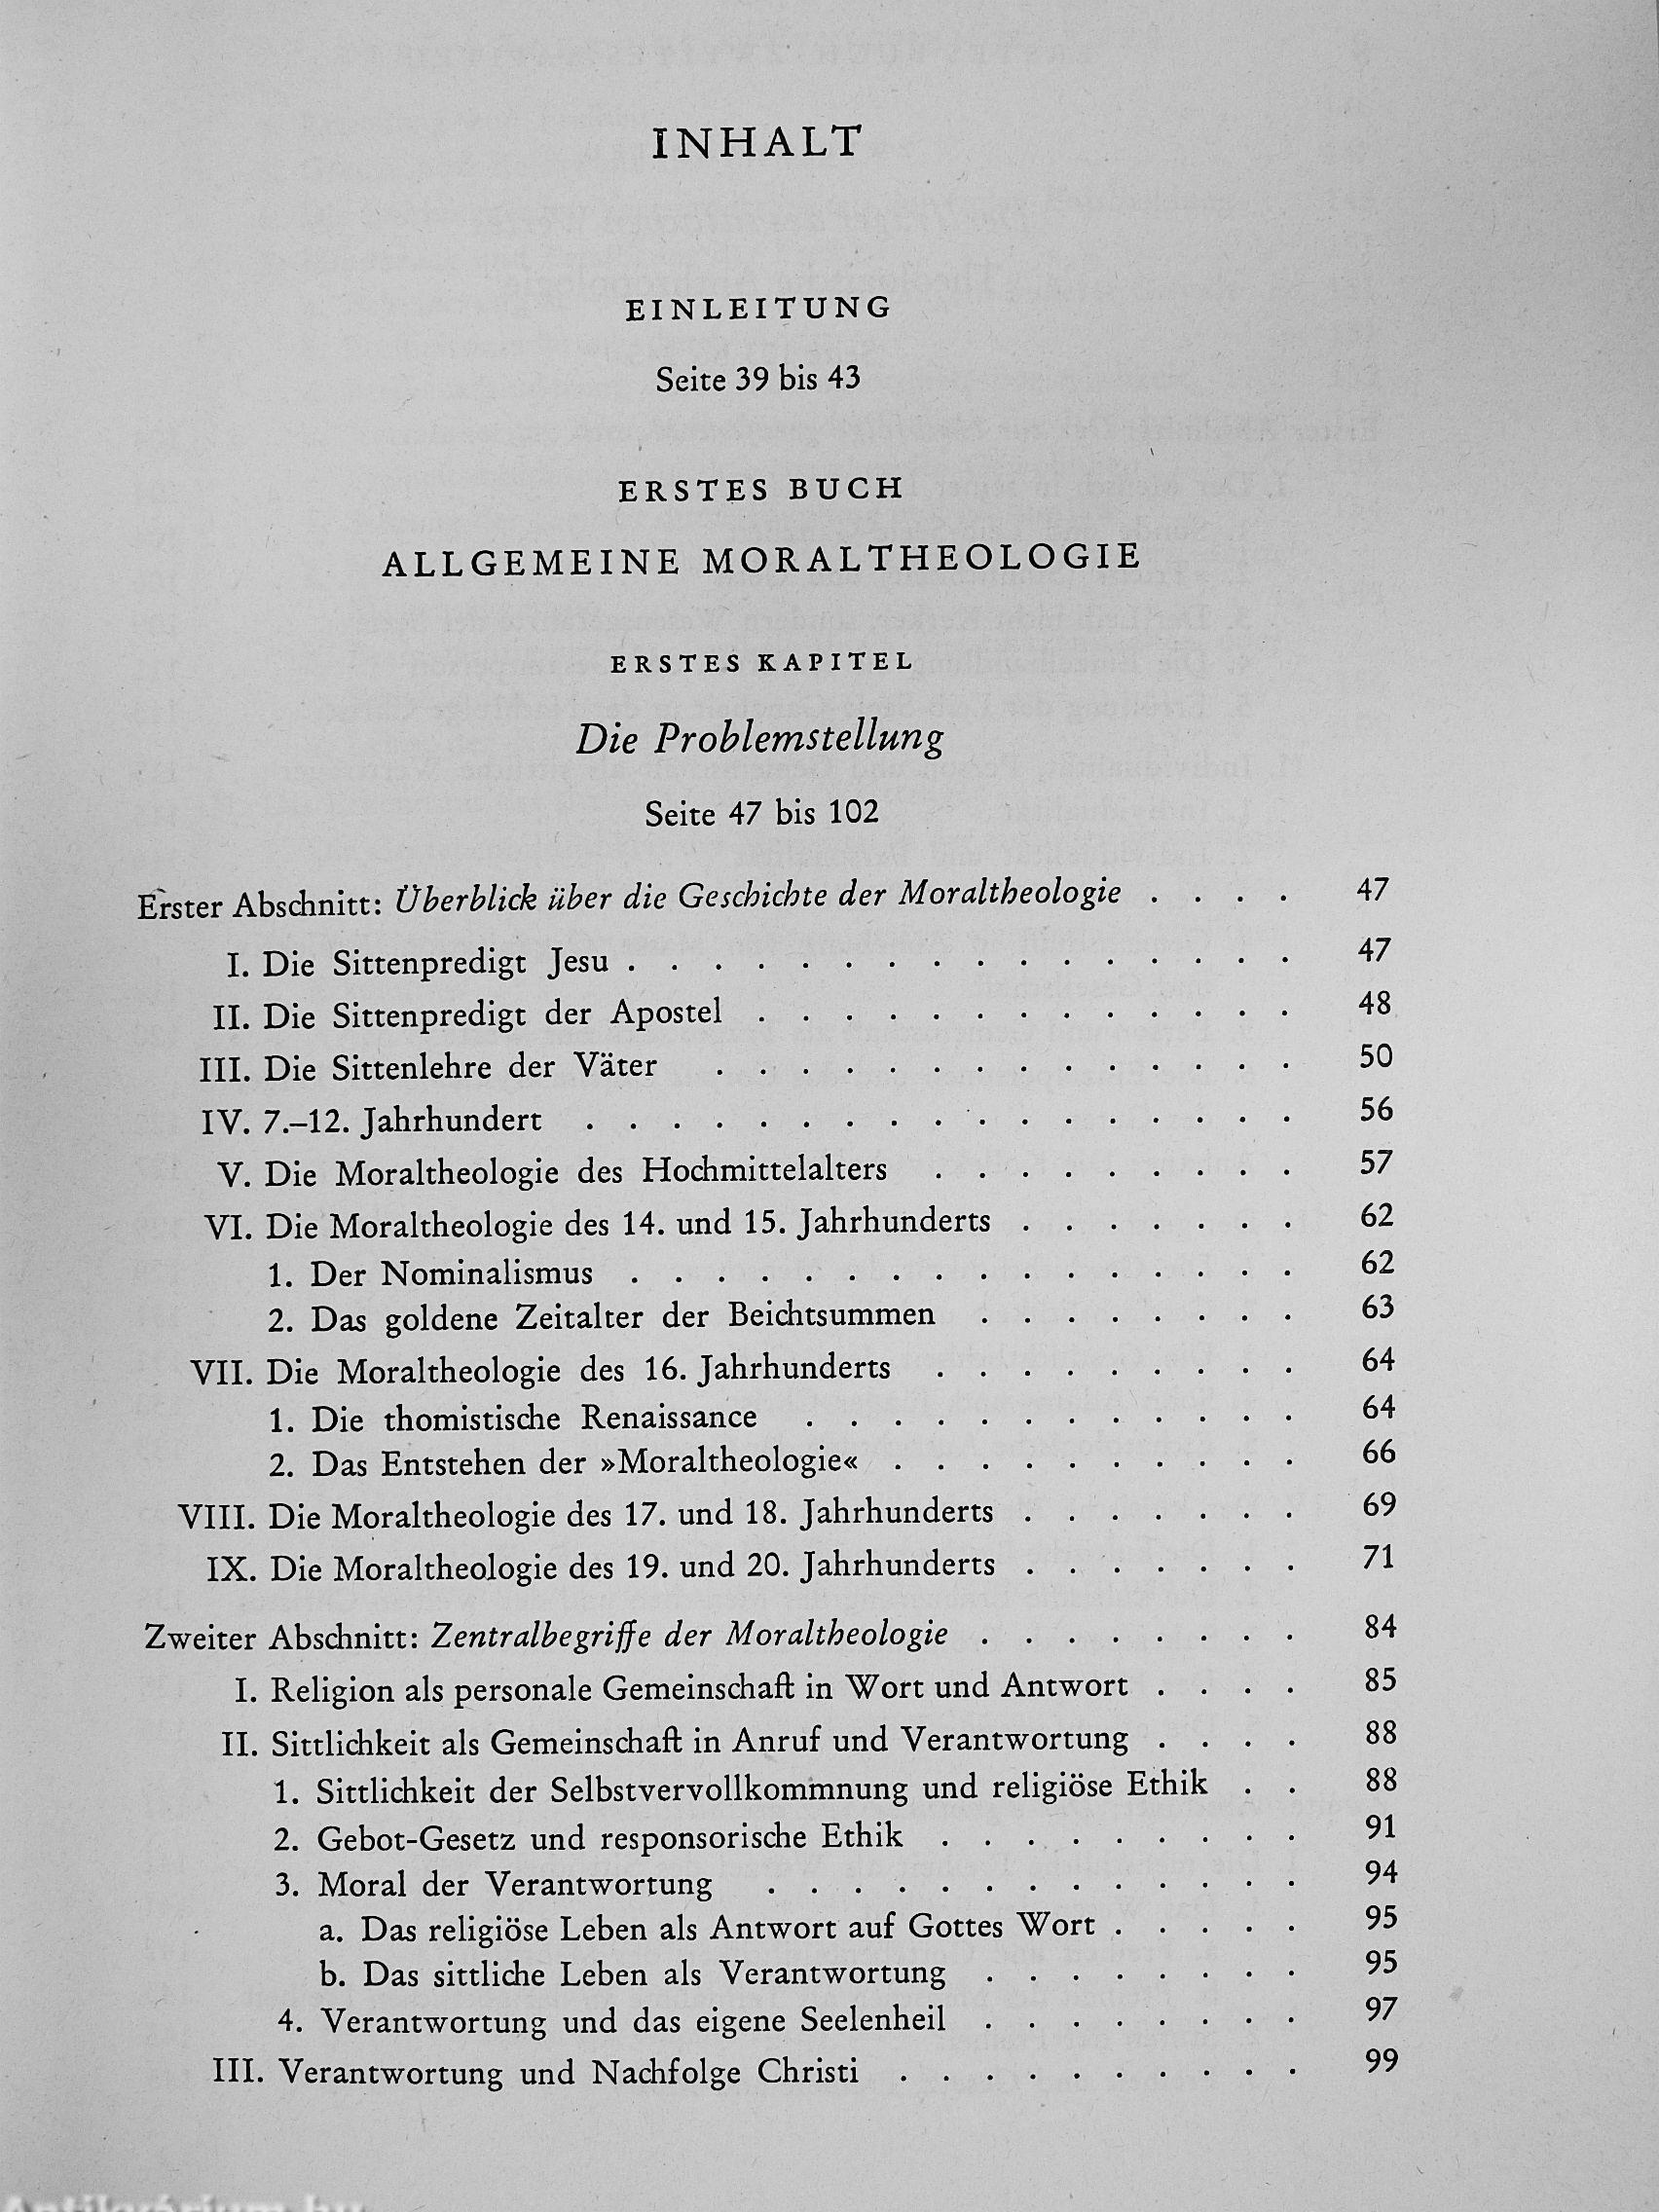 INHALT
EINLEITUNG
Seite 39 bis 43
ERSTES BUCH
ALLGEMEINE MORALTHEOLOGIE
ERSTES KAPITEL
Die Problemstellung
Seite 47 bis 102
Erster Abschnitt: Überblick über die Geschichte der Moraltheologie . . . . 47
I. Die Sittenpredigt Jesu . . . . . . . . . . . . . . . . 47
II. Die Sittenpredigt der Apostel . . . . . . . . . . . . . 48
III. Die Sittenlehre der Väter . . . . . . . . . . . . . . 50
IV. 7.–12. Jahrhundert . . . . . . . . . . . . . . . . . 56
V. Die Moraltheologie des Hochmittelalters . . . . . . . . . 57
VI. Die Moraltheologie des 14. und 15. Jahrhunderts . . . . . . . 62
1. Der Nominalismus . . . . . . . . . . . . . . . . 62
2. Das goldene Zeitalter der Beichtsummen . . . . . . . . 63
VII. Die Moraltheologie des 16. Jahrhunderts . . . . . . . . . 64
1. Die thomistische Renaissance . . . . . . . . . . . . 64
2. Das Entstehen der »Moraltheologie« . . . . . . . . . . 66
VIII. Die Moraltheologie des 17. und 18. Jahrhunderts . . . . . . . 69
IX. Die Moraltheologie des 19. und 20. Jahrhunderts . . . . . . . 71
Zweiter Abschnitt: Zentralbegriffe der Moraltheologie . . . . . . . . 84
I. Religion als personale Gemeinschaft in Wort und Antwort . . . . 85
II. Sittlichkeit als Gemeinschaft in Anruf und Verantwortung . . . . 88
1. Sittlichkeit der Selbstvervollkommnung und religiöse Ethik . . 88
2. Gebot-Gesetz und responsorische Ethik . . . . . . . . . 91
3. Moral der Verantwortung . . . . . . . . . . . . . 94
a. Das religiöse Leben als Antwort auf Gottes Wort . . . . . 95
b. Das sittliche Leben als Verantwortung . . . . . . . . 95
4. Verantwortung und das eigene Seelenheil . . . . . . . . 97
III. Verantwortung und Nachfolge Christi . . . . . . . . . . 99